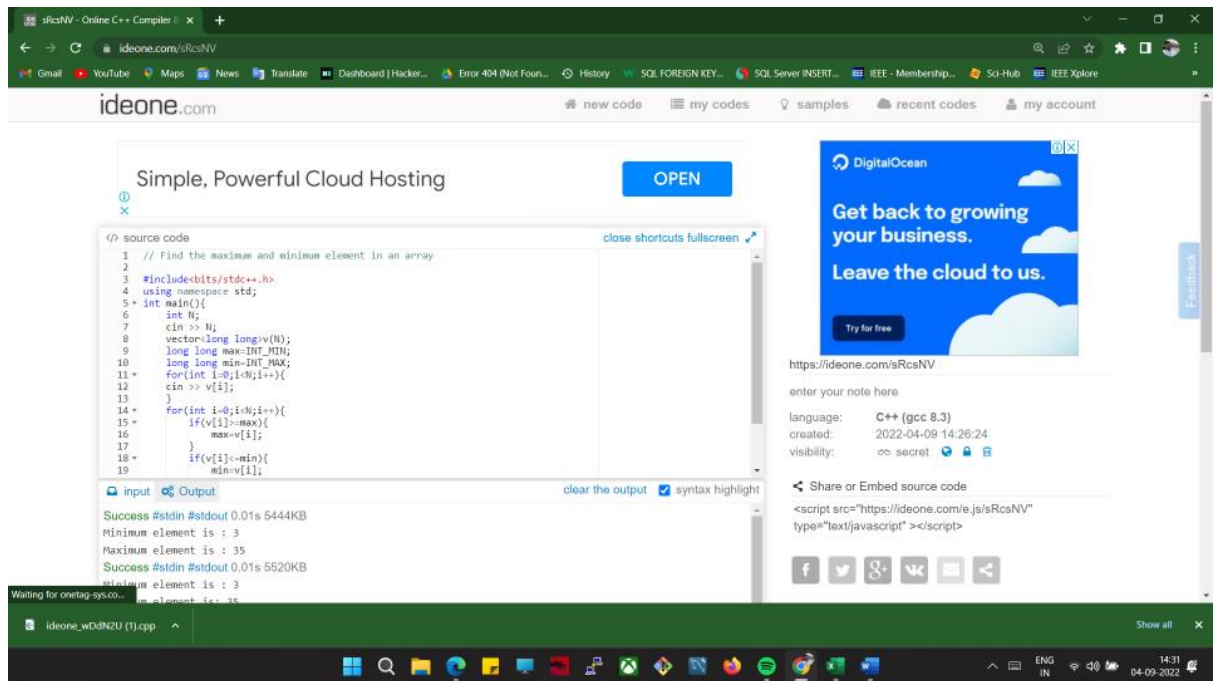 sRcsNV - Online C++ Compiler &
ideone.com/sRcsNV
Gmail YouTube Maps News Translate Dashboard | Hacker... Error 404 (Not Foun... History SQL FOREIGN KEY... SQL Server INSERT... IEEE - Membership... Sci-Hub IEEE Xplore »
ideone.com new code my codes samples recent codes my account
Simple, Powerful Cloud Hosting OPEN
DigitalOcean
Get back to growing
your business.
Leave the cloud
to us.
Try for free
Feedback
</> source code close shortcuts fullscreen
1 // Find the maximum and minimum element in an array
2
3 #include<bits/stdc++.h>
4 using namespace std;
5 int main(){
6 int N;
7 cin >> N;
8 vector<long long>v(N);
9 long long max=INT_MIN;
10 long long min=INT_MAX;
11 for(int i=0;i<N;i++){
12 cin >> v[i];
13 }
14 for(int i=0;i<N;i++){
15 if(v[i]>=max){
16 max=v[i];
17 }
18 if(v[i]<=min){
19 min=v[i];
input Output clear the output syntax highlight
Success #stdin #stdout 0.01s 5444KB
Minimum element is : 3
Maximum element is : 35
Success #stdin #stdout 0.01s 5520KB
Minimum element is : 3
element is: 35
https://ideone.com/sRcsNV
enter your note here
language: C++ (gcc 8.3)
created: 2022-04-09 14:26:24
visibility: secret
Share or Embed source code
<script src="https://ideone.com/e.js/sRcsNV"
type="text/javascript" ></script>
Waiting for onetag-sys.co...
ideone_wDdN2U (1).cpp Show all
ENG
IN
14:31
04-09-2022